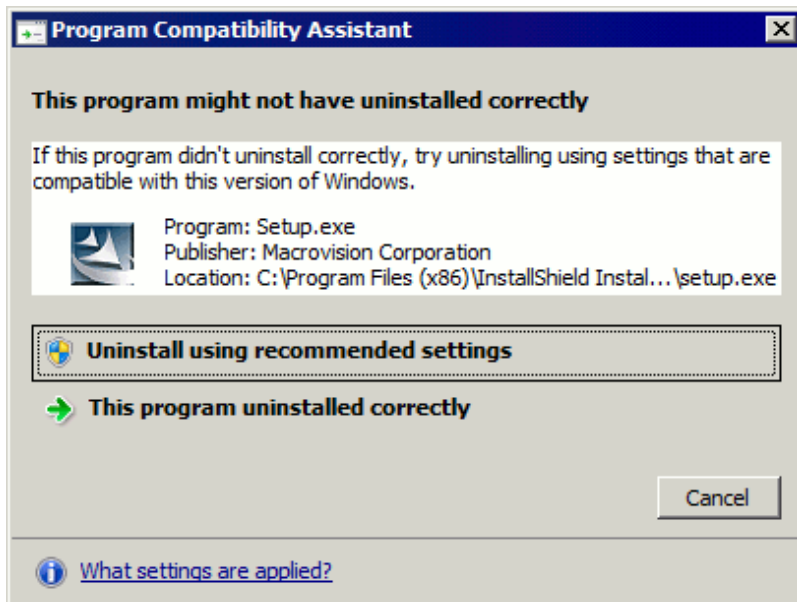 Program Compatibility Assistant
This program might not have uninstalled correctly
If this program didn't uninstall correctly, try uninstalling using settings that are
compatible with this version of Windows.
Program: Setup.exe
Publisher: Macrovision Corporation
Location: C:\Program Files (x86)\InstallShield Instal...\setup.exe
Uninstall using recommended settings
This program uninstalled correctly
Cancel
What settings are applied?